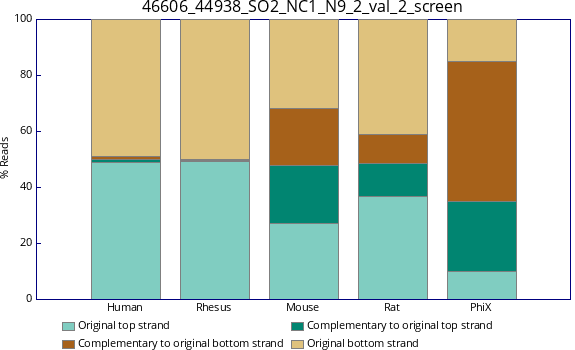 46606_44938_SO2_NC1_N9_2_val_2_screen
100
80
60
40
20
0
% Reads
Human Rhesus Mouse Rat PhiX
Original top strand Complementary to original top strand
Complementary to original bottom strand Original bottom strand